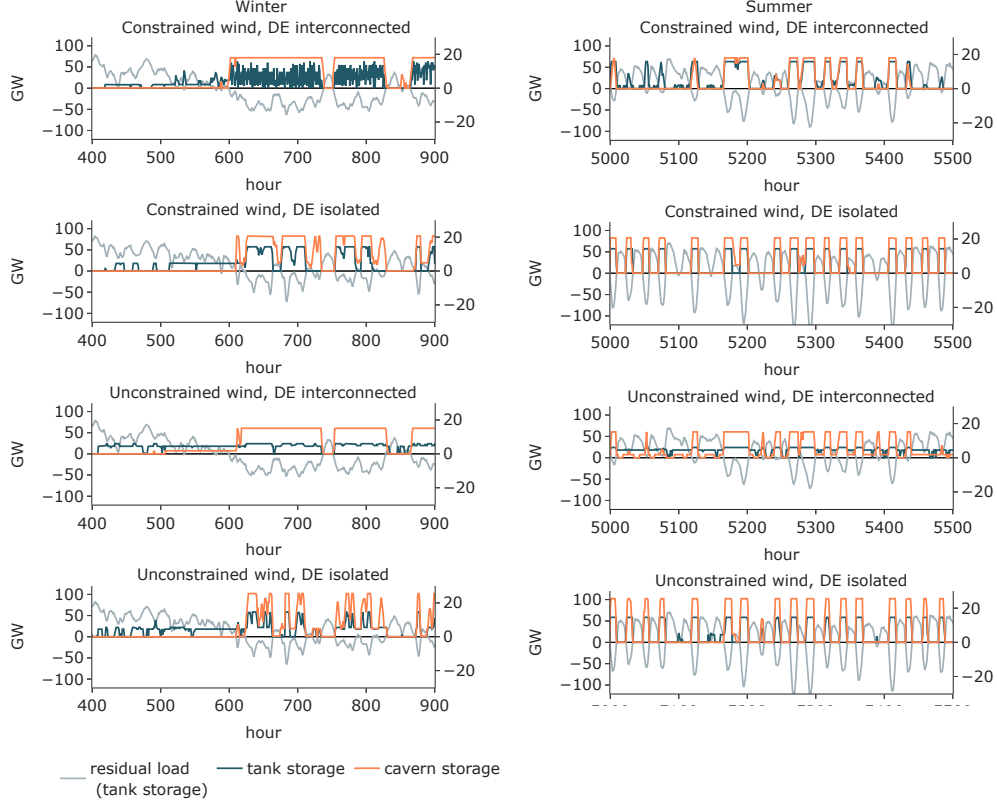 Winter
Constrained wind, DE interconnected
100
50
0
−50
−100
GW
20
0
−20
400 500 600 700 800 900
hour
Constrained wind, DE isolated
100
50
0
50
100
GW
20
0
−20
400 500 600 700 800 900
hour
Unconstrained wind, DE interconnected
100
50
0
−50
−100
GW
20
0
−20
400 500 600 700 800 900
hour
Unconstrained wind, DE isolated
100
50
0
−50
−100
GW
20
0
−20
400 500 600 700 800 900
hour
Summer
Constrained wind, DE interconnected
100
50
0
−50
−100
GW
20
0
−20
5000 5100 5200 5300 5400 5500
hour
Constrained wind, DE isolated
100
50
0
−50
−100
GW
20
0
−20
5000 5100 5200 5300 5400 5500
hour
Unconstrained wind, DE interconnected
100
50
0
−50
−100
GW
20
0
−20
5000 5100 5200 5300 5400 5500
hour
Unconstrained wind, DE isolated
100
50
0
−50
−100
GW
20
0
−20
residual load
(tank storage)
tank storage
cavern storage